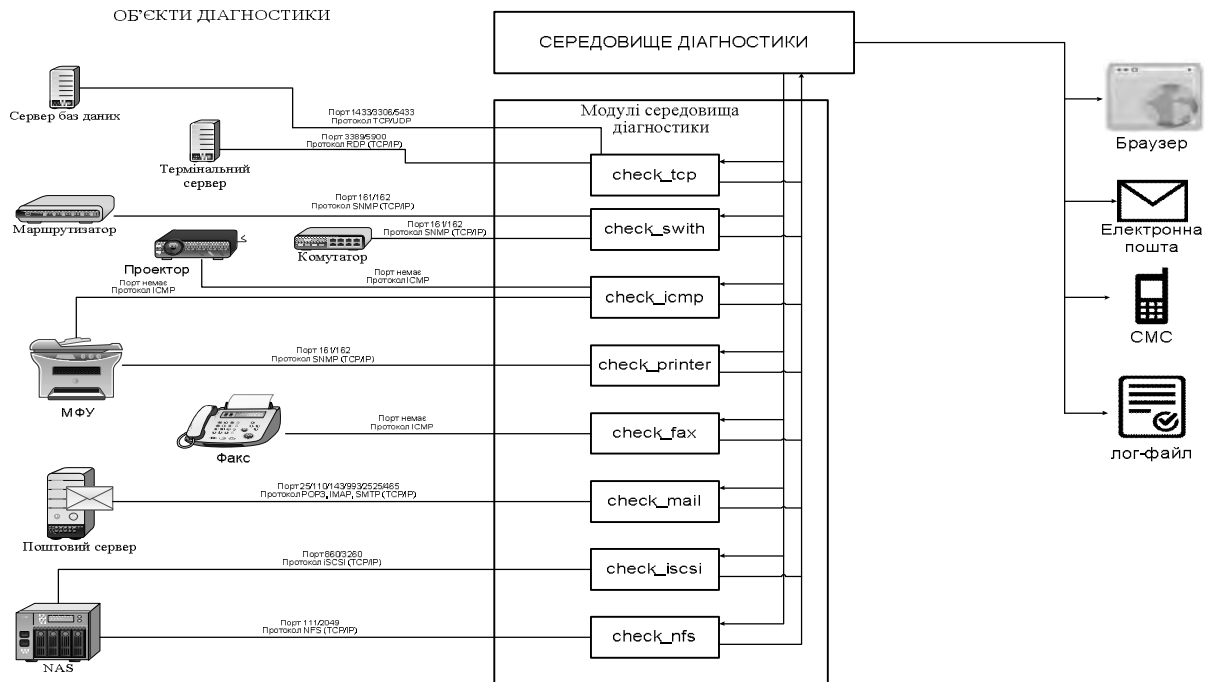 ОБ’ЄКТИ ДІАГНОСТИКИ
СЕРЕДОВИЩЕ ДІАГНОСТИКИ
Модулі середовища
діагностики
Сервер баз даних
Порт 1433/3306/5433
Протокол TCP/UDP
Термінальний
сервер
Порт 3389/5900
Протокол RDP (TCP/IP)
check_tcp
Маршрутизатор
Порт 161/162
Протокол SNMP (TCP/IP)
Комутатор
Порт 161/162
Протокол SNMP (TCP/IP)
check_swith
Проектор
Порт немає
Протокол ICMP
Порт немає
Протокол ICMP
check_icmp
МФУ
Порт 161/162
Протокол SNMP (TCP/IP)
check_printer
Факс
Порт немає
Протокол ICMP
check_fax
Поштовий сервер
Порт 25/110/143/993/2525/465
Протокол POP3, IMAP, SMTP (TCP/IP)
check_mail
Порт 860/3260
Протокол iSCSI (TCP/IP)
check_iscsi
NAS
Порт 111/2049
Протокол NFS (TCP/IP)
check_nfs
Браузер
Електронна
пошта
СМС
лог-файл